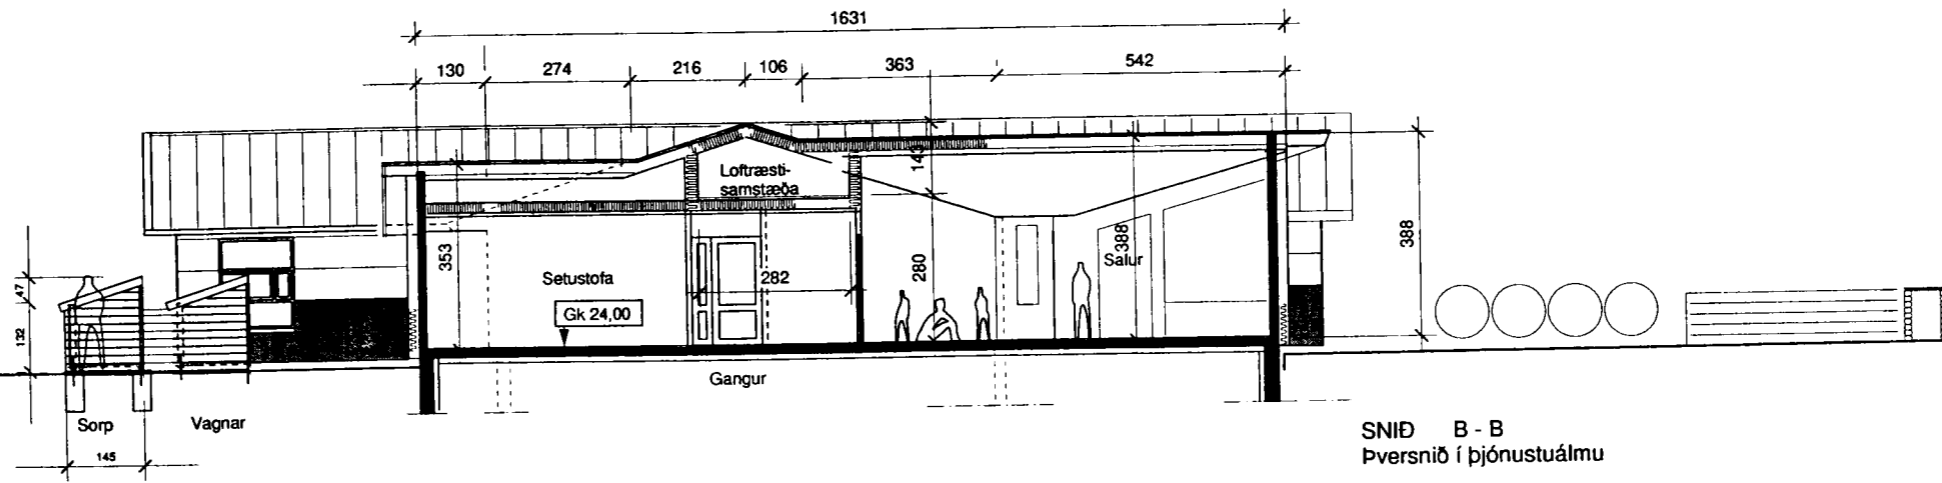 1631
130 274 216 106 363 542
Loftræsti-
samstæða
143
353
388
388
47
132
Setustofa
282
280
Salur
Gk 24,00
Gangur
Sorp Vagnar
145
SNIÐ B - B
Þversnið í þjónustuálmu